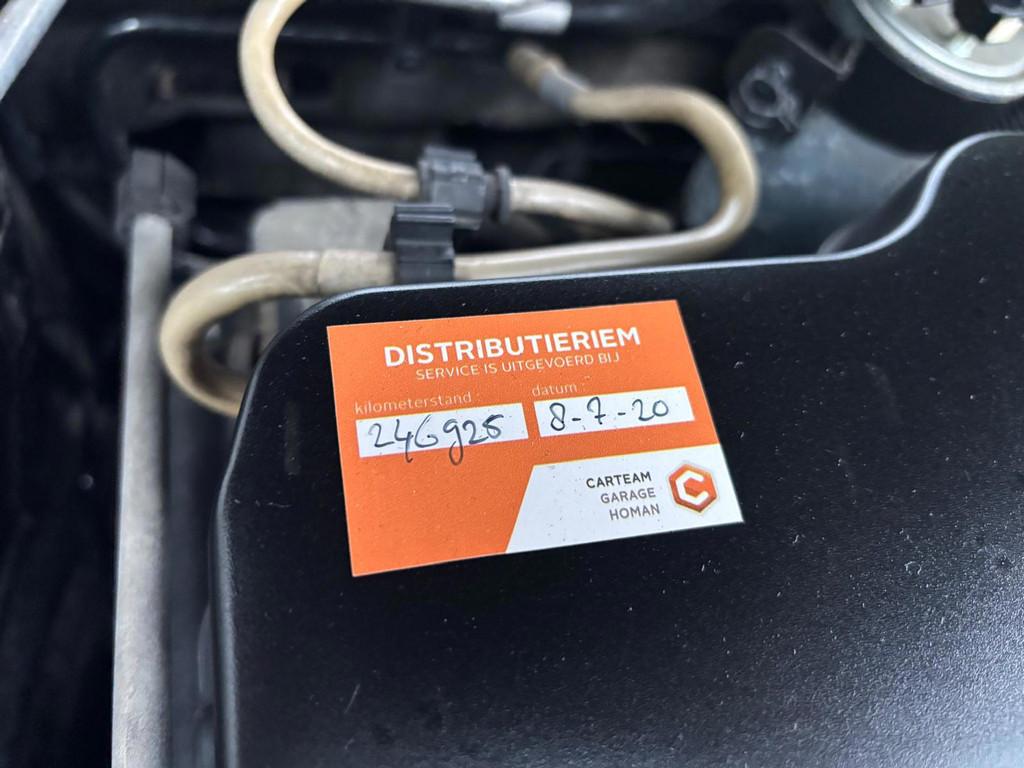 DISTRIBUTIERIEM
SERVICE IS UITGEVOERD BIJ
kilometerstand :
datum :
246925
8-7-20
CARTEAM
GARAGE
HOMAN